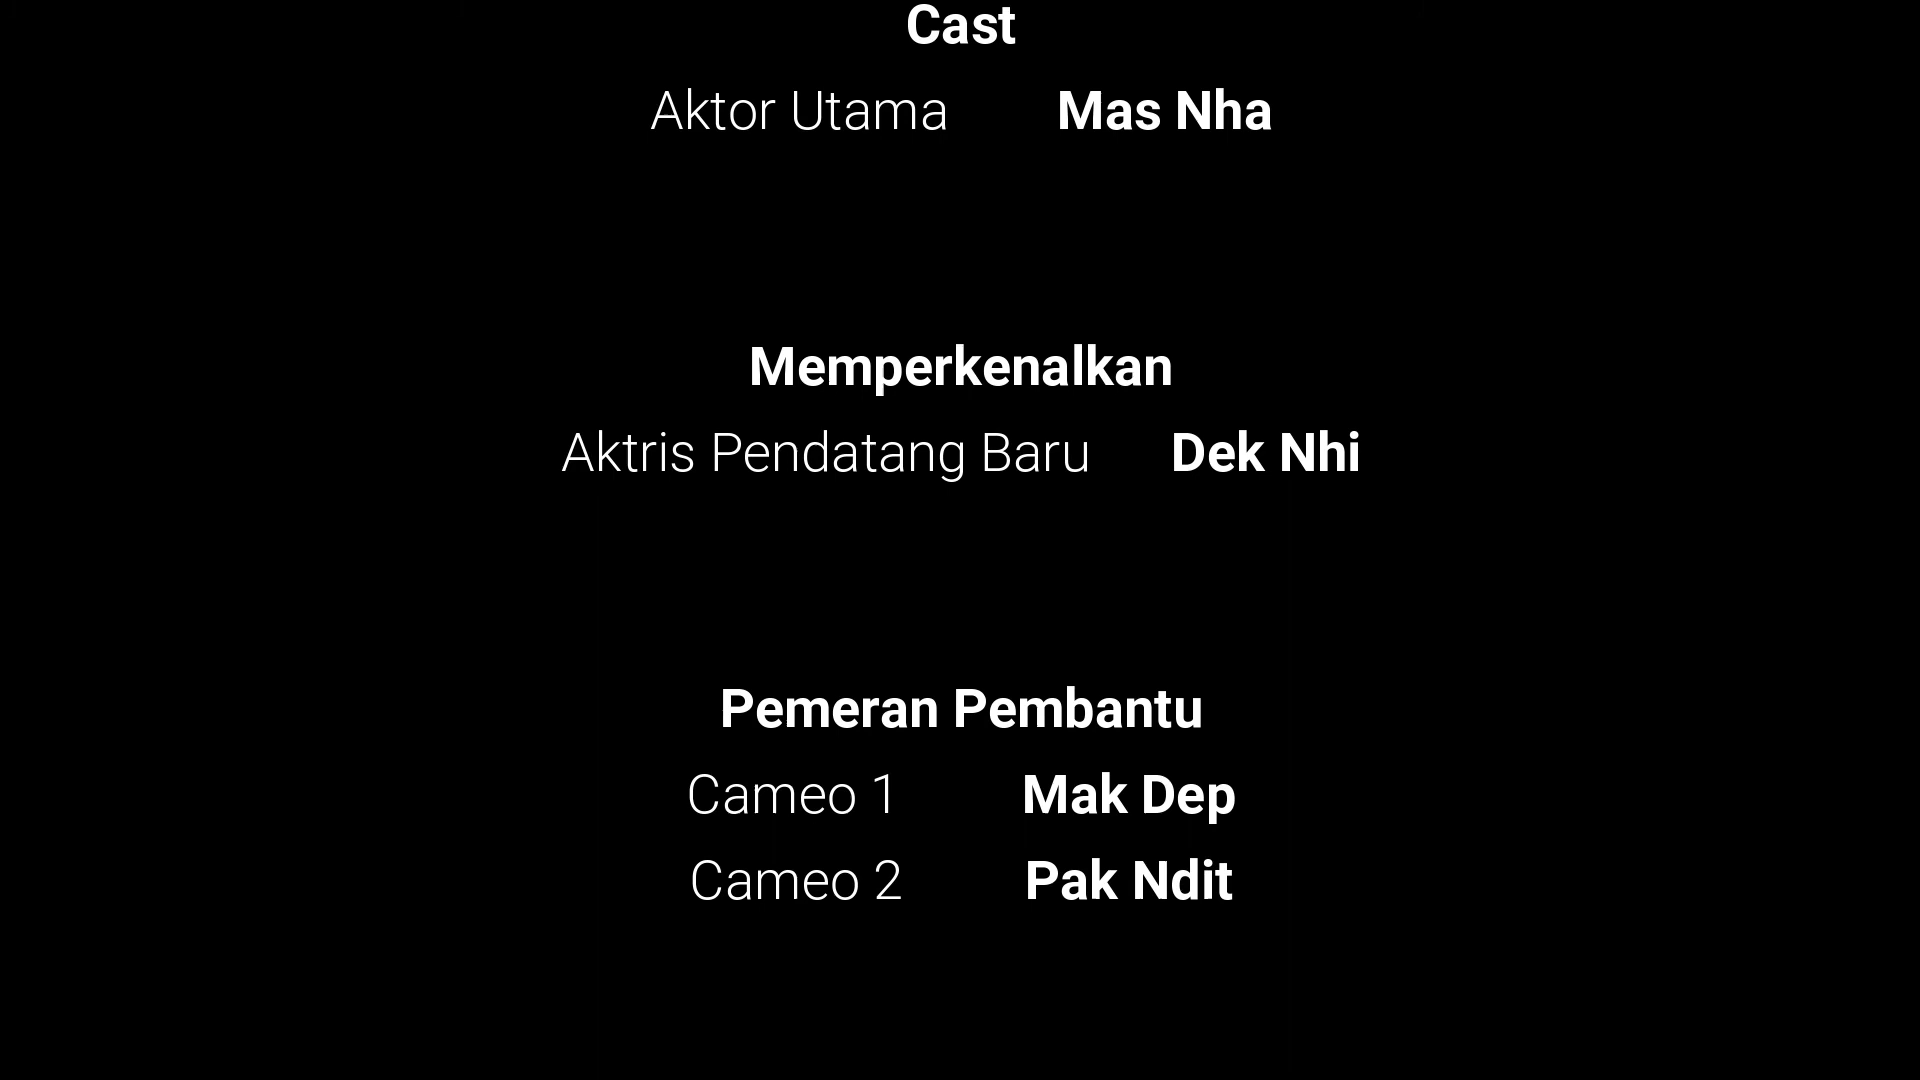 Cast
Aktor Utama Mas Nha
Memperkenalkan
Aktris Pendatang Baru Dek Nhi
Pemeran Pembantu
Cameo 1 Mak Dep
Cameo 2 Pak Ndit